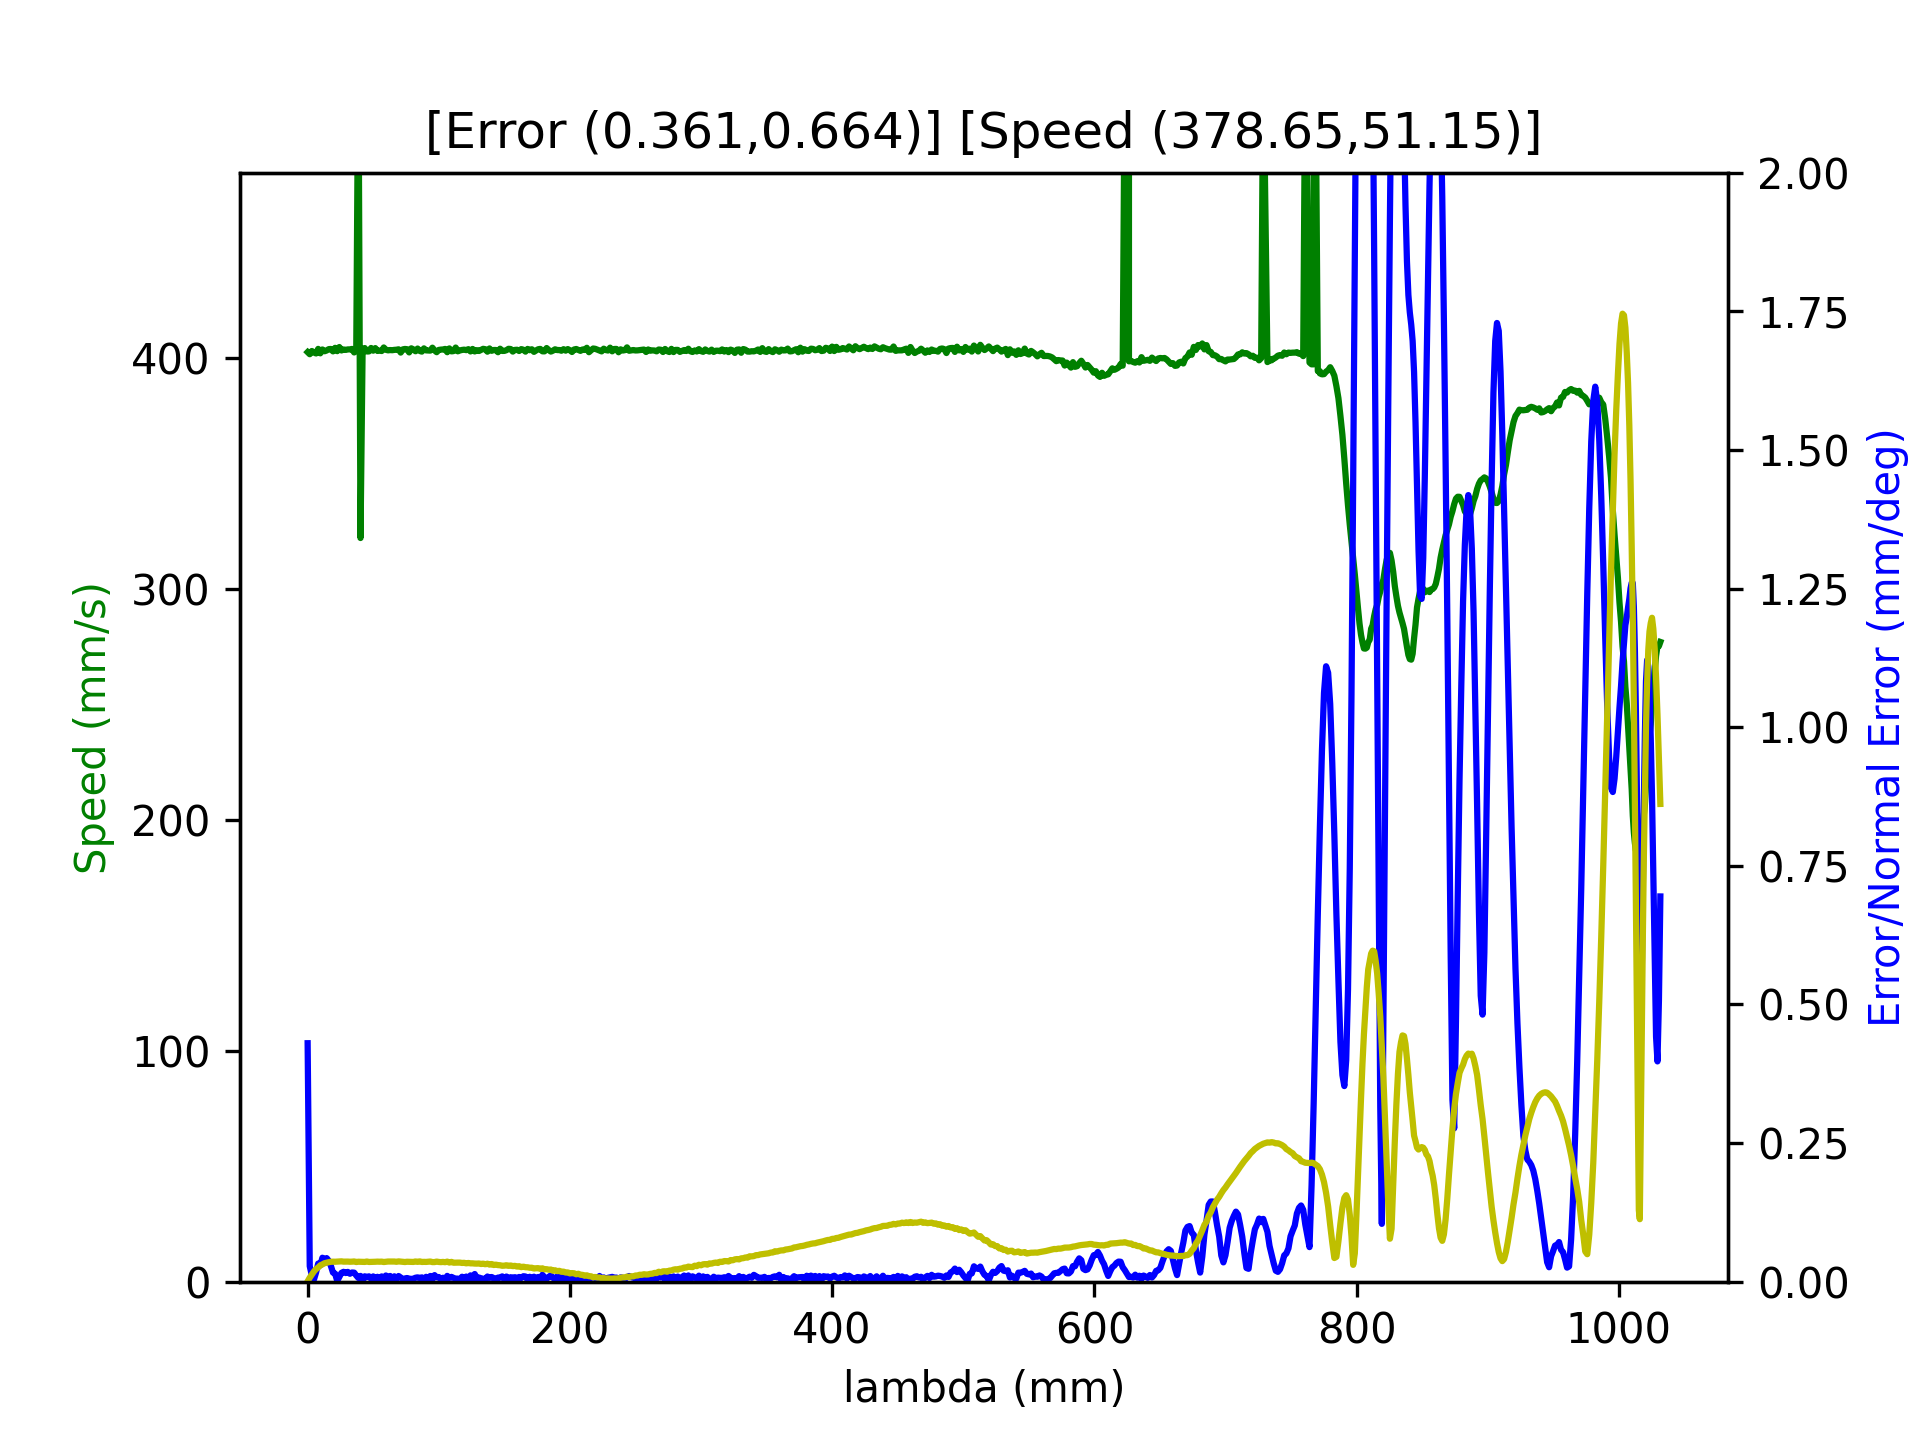 [Error (0.361,0.664)] [Speed (378.65,51.15)]
400
300
200
100
0
Speed (mm/s)
2.00
1.75
1.50
1.25
1.00
0.75
0.50
0.25
0.00
Error/Normal Error (mm/deg)
0 200 400 600 800 1000
lambda (mm)